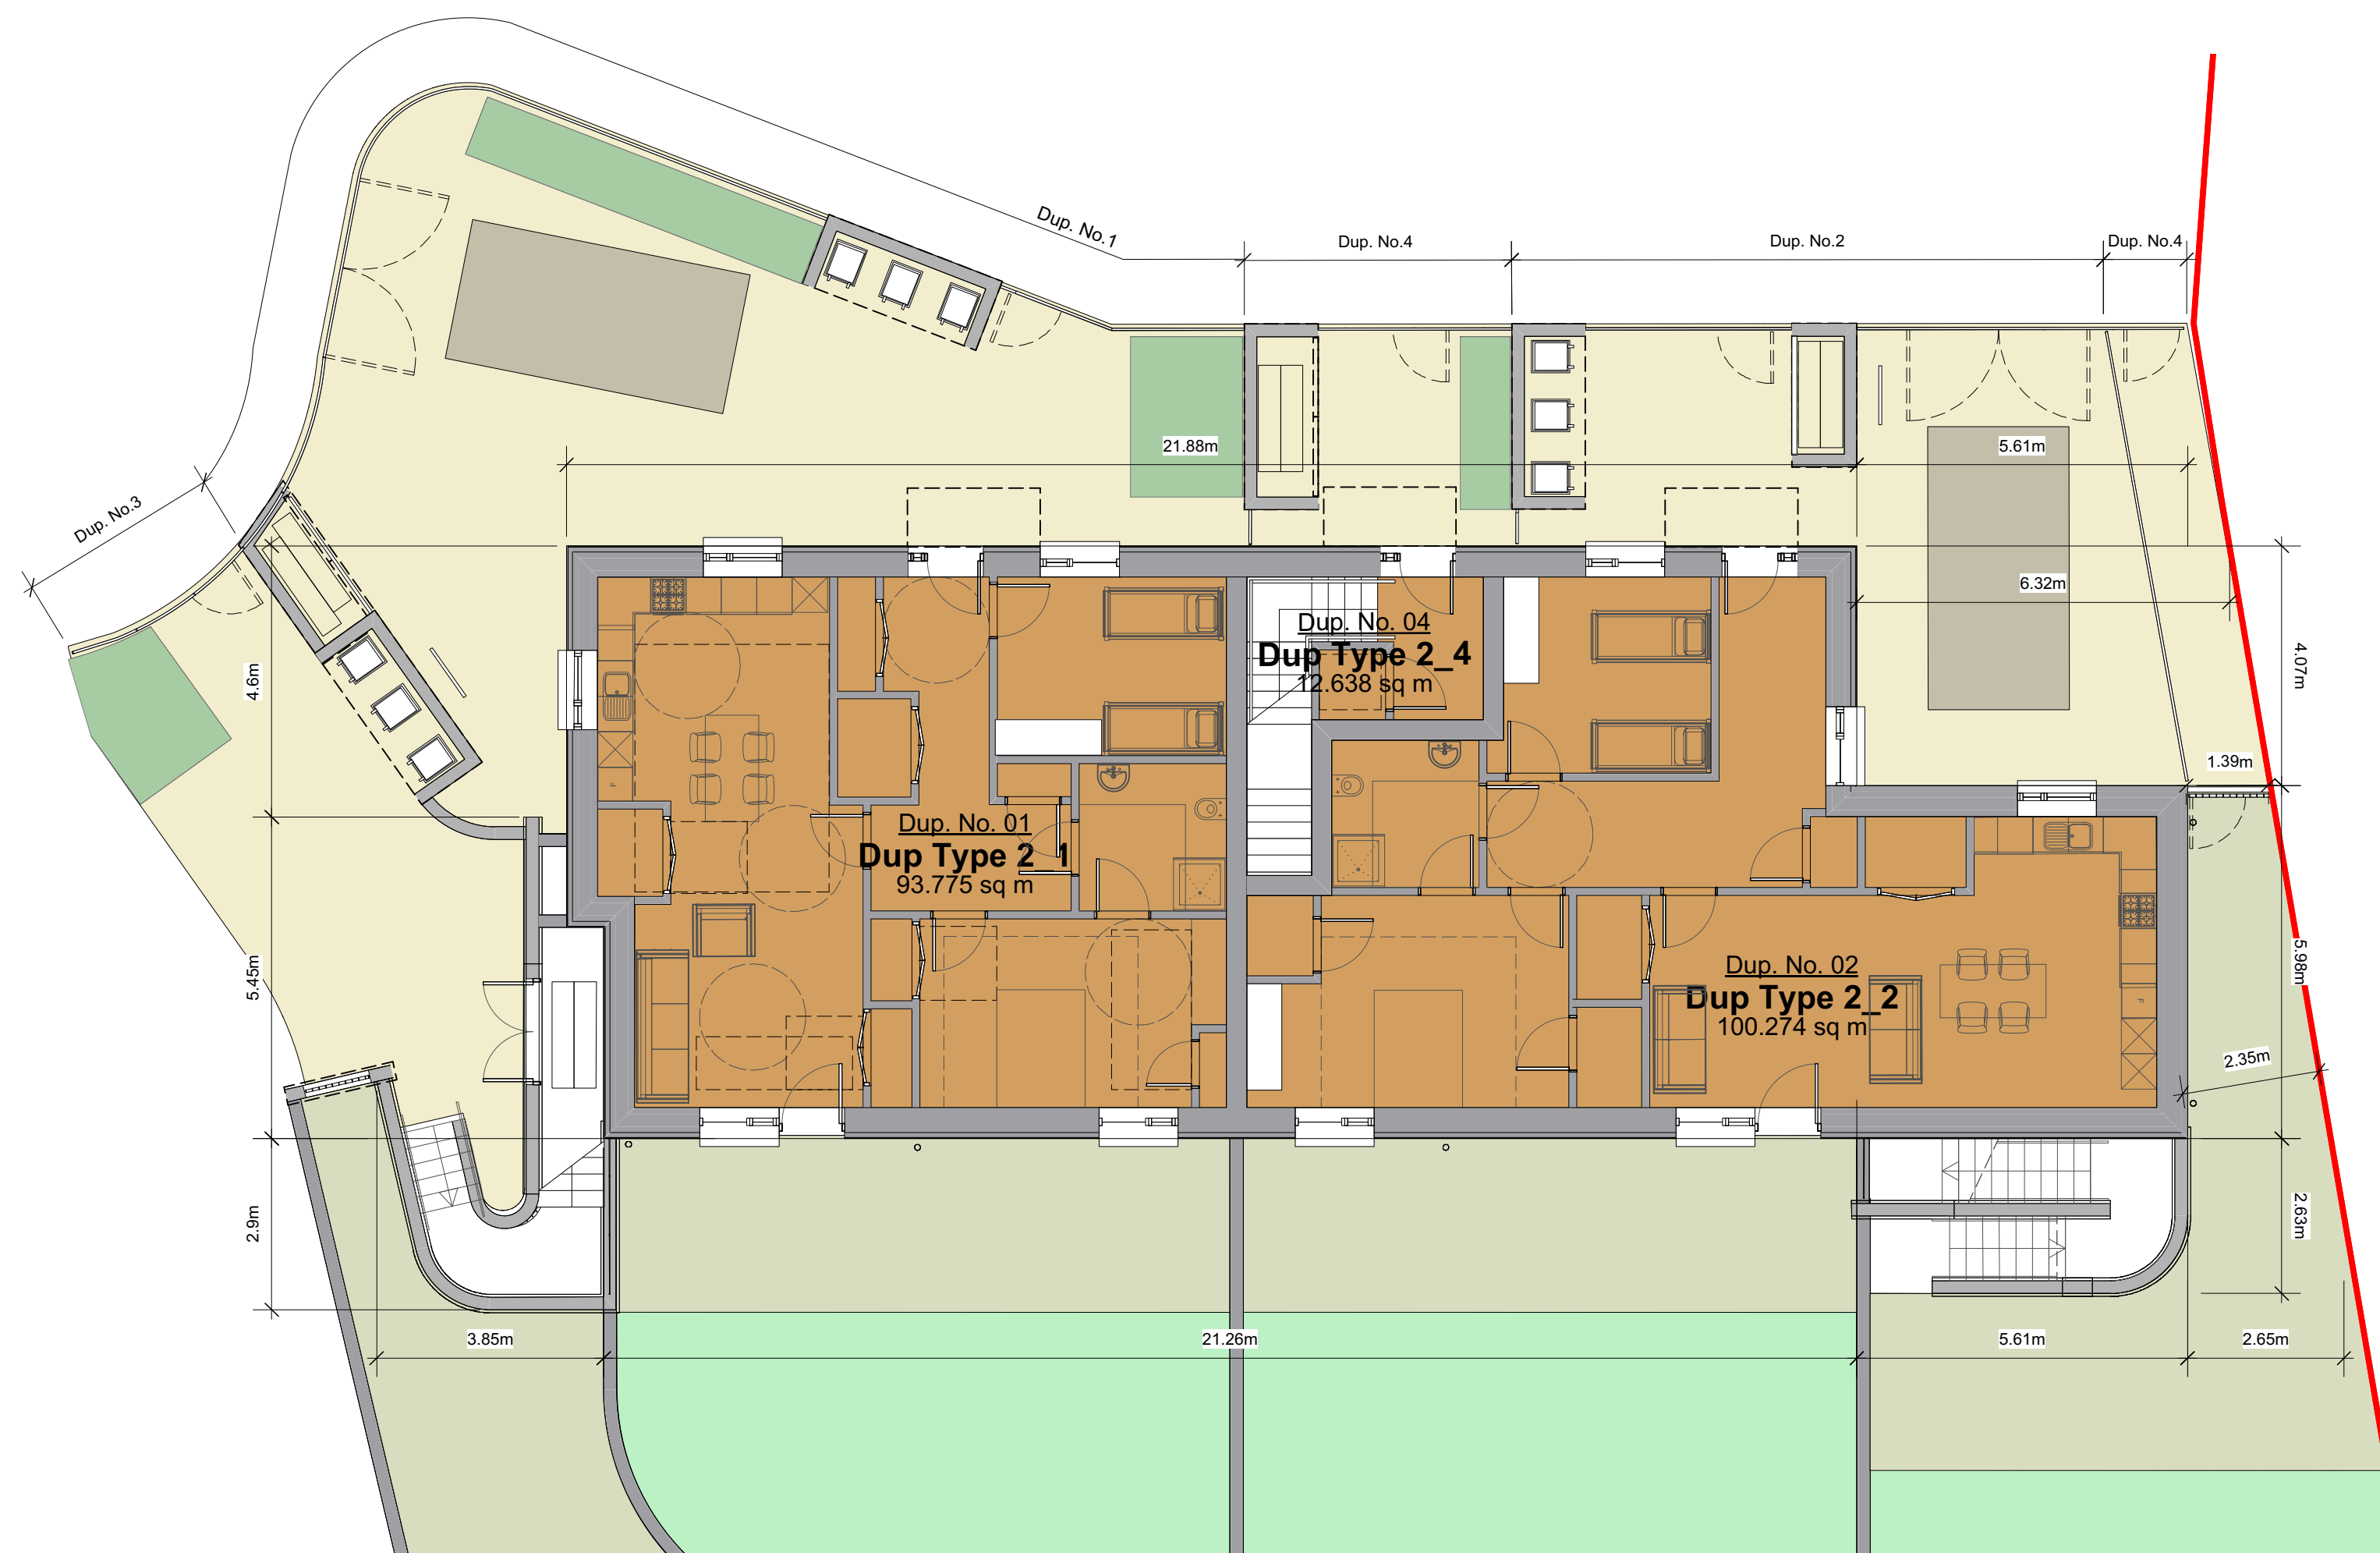 Dup. No.1
Dup. No.4
Dup. No.2
Dup. No.4
21.88m
5.61m
Dup. No.3
6.32m
4.6m
4.07m
Dup. No. 04
Dup Type 2_4
12.638 sq m
1.39m
F
Dup. No. 01
Dup Type 2_1
93.775 sq m
5.45m
5.98m
Dup. No. 02
Dup Type 2_2
100.274 sq m
F
2.35m
2.9m
2.63m
3.85m
21.26m
5.61m
2.65m